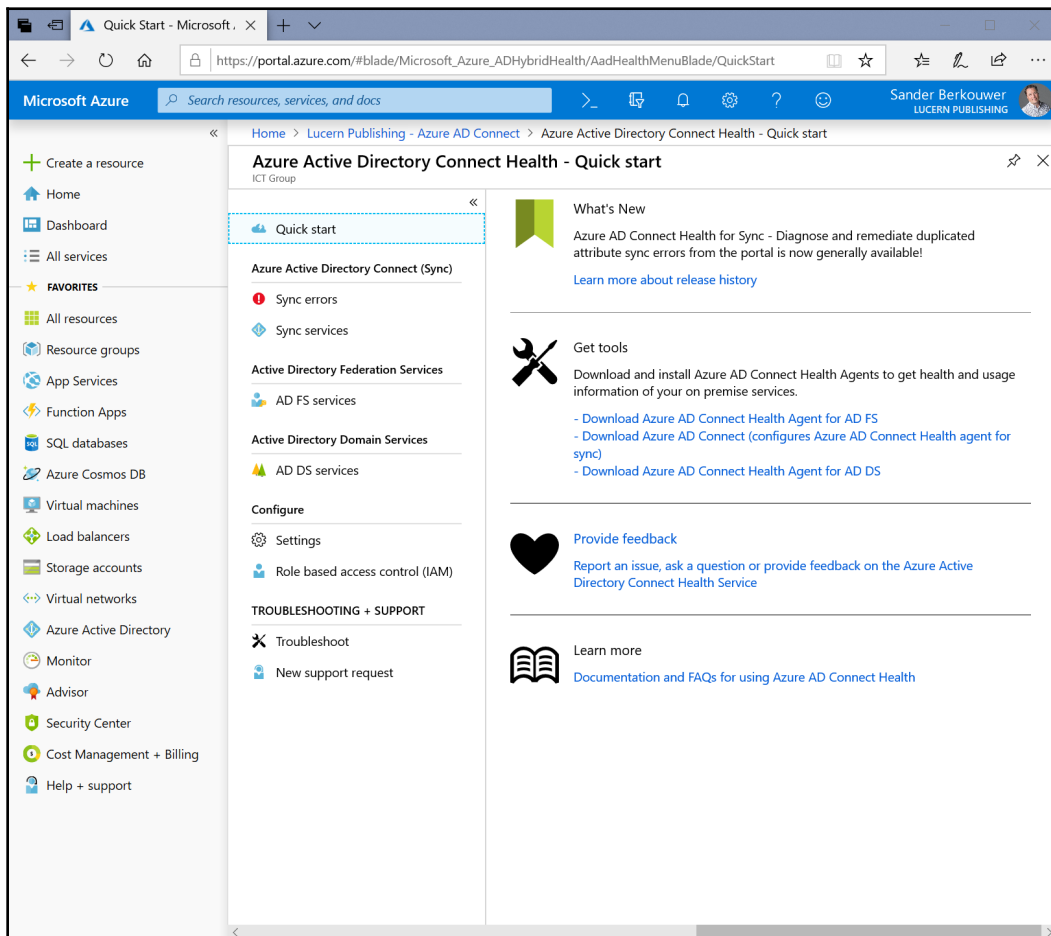 Quick Start - Microsoft .
https://portal.azure.com/#blade/Microsoft_Azure_ADHybridHealth/AadHealthMenuBlade/QuickStart
Microsoft Azure
Search resources, services, and docs
Sander Berkouwer
LUCERN PUBLISHING
Home > Lucern Publishing - Azure AD Connect > Azure Active Directory Connect Health - Quick start
Azure Active Directory Connect Health - Quick start
ICT Group
Create a resource
Home
Dashboard
All services
FAVORITES
All resources
Resource groups
App Services
Function Apps
SQL databases
Azure Cosmos DB
Virtual machines
Load balancers
Storage accounts
Virtual networks
Azure Active Directory
Monitor
Advisor
Security Center
Cost Management + Billing
Help + support
Quick start
Azure Active Directory Connect (Sync)
Sync errors
Sync services
Active Directory Federation Services
AD FS services
Active Directory Domain Services
AD DS services
Configure
Settings
Role based access control (IAM)
TROUBLESHOOTING + SUPPORT
Troubleshoot
New support request
What's New
Azure AD Connect Health for Sync - Diagnose and remediate duplicated
attribute sync errors from the portal is now generally available!
Learn more about release history
Get tools
Download and install Azure AD Connect Health Agents to get health and usage
information of your on premise services.
- Download Azure AD Connect Health Agent for AD FS
- Download Azure AD Connect (configures Azure AD Connect Health agent for
sync)
- Download Azure AD Connect Health Agent for AD DS
Provide feedback
Report an issue, ask a question or provide feedback on the Azure Active
Directory Connect Health Service
Learn more
Documentation and FAQs for using Azure AD Connect Health